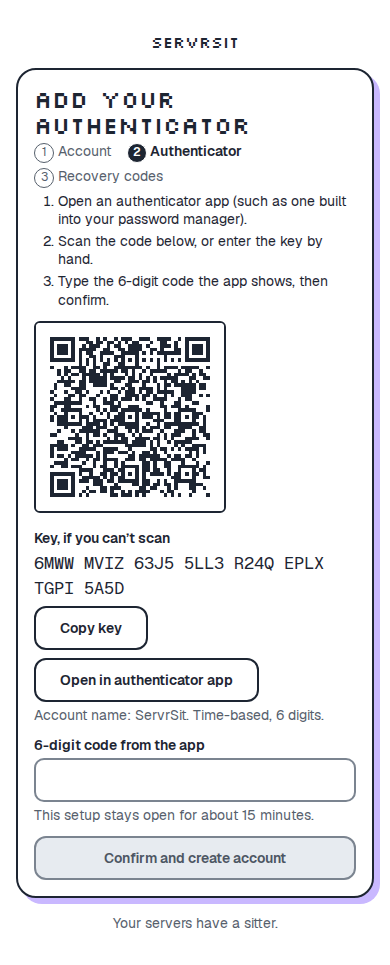 SERVRSIT
ADD YOUR
AUTHENTICATOR
1 Account 2 Authenticator
3 Recovery codes
1. Open an authenticator app (such as one built
into your password manager).
2. Scan the code below, or enter the key by
hand.
3. Type the 6-digit code the app shows, then
confirm.
Key, if you can’t scan
6MWW MVIZ 63J5 5LL3 R24Q EPLX
TGPI 5A5D
Copy key
Open in authenticator app
Account name: ServrSit. Time-based, 6 digits.
6-digit code from the app
This setup stays open for about 15 minutes.
Confirm and create account
Your servers have a sitter.